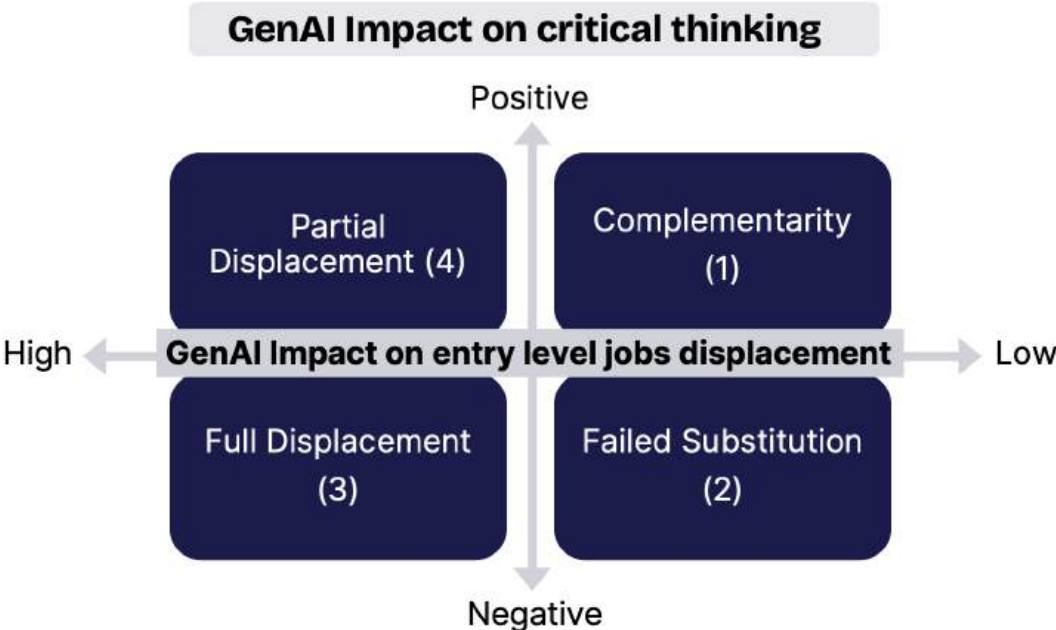 GenAI Impact on critical thinking
Positive
Partial
Displacement (4)
Complementarity
(1)
High
GenAI Impact on entry level jobs displacement
Low
Full Displacement
(3)
Failed Substitution
(2)
Negative